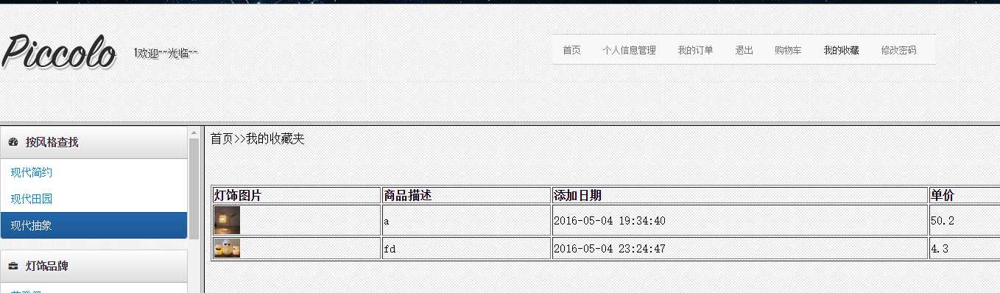 Piccolo
1欢迎~~光临~~
首页 个人信息管理 我的订单 退出 购物车 我的收藏 修改密码
按风格查找
现代简约
现代田园
现代抽象
灯饰品牌
首页>>我的收藏夹
灯饰图片 商品描述 添加日期 单价
a 2016-05-04 19:34:40 50.2
fd 2016-05-04 23:24:47 4.3